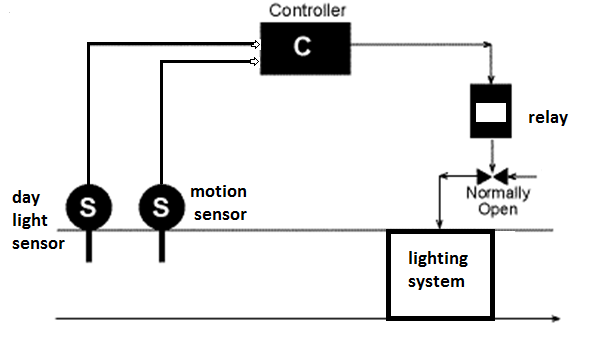 Controller
C
relay
Normally
Open
day
light
sensor
S
S
motion
sensor
lighting
system